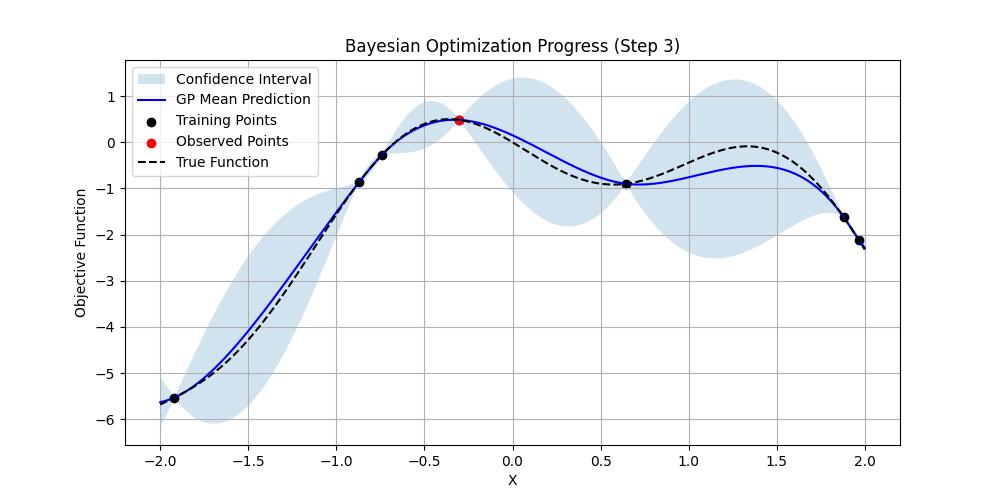 Bayesian Optimization Progress (Step 3)
Confidence Interval
GP Mean Prediction
Training Points
Observed Points
True Function
Objective Function
1
0
−1
−2
−3
−4
−5
−6
−2.0 −1.5 −1.0 −0.5 0.0 0.5 1.0 1.5 2.0
X